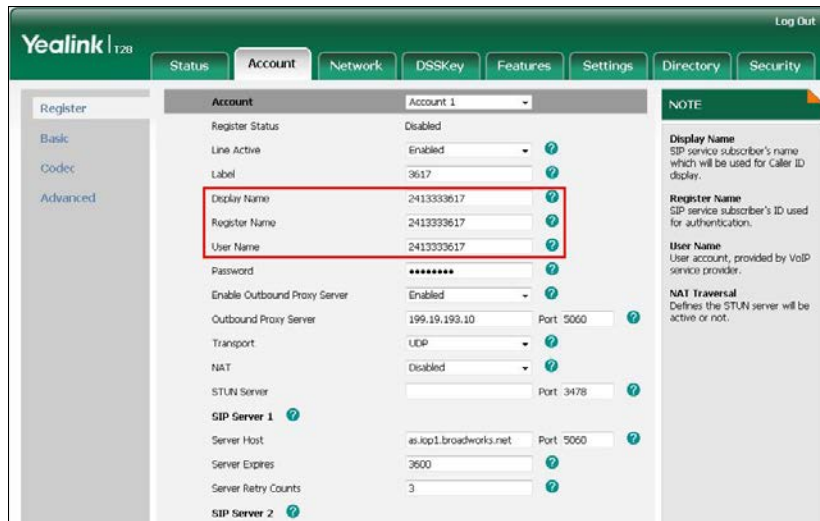 Log Out
Yealink | T28
Status Account Network DSSKey Features Settings Directory Security
Register
Basic
Codec
Advanced
Account Account 1
Register Status Disabled
Line Active Enabled ?
Label 3617 ?
Display Name 2413333617 ?
Register Name 2413333617 ?
User Name 2413333617 ?
Password •••••••• ?
Enable Outbound Proxy Server Enabled ?
Outbound Proxy Server 199.19.193.10 Port 5060 ?
Transport UDP ?
NAT Disabled ?
STUN Server Port 3478 ?
SIP Server 1 ?
Server Host as.iop1.broadworks.net Port 5060 ?
Server Expires 3600 ?
Server Retry Counts 3 ?
SIP Server 2 ?
NOTE
Display Name
SIP service subscriber's name
which will be used for Caller ID
display.
Register Name
SIP service subscriber's ID used
for authentication.
User Name
User account, provided by VoIP
service provider.
NAT Traversal
Defines the STUN server will be
active or not.